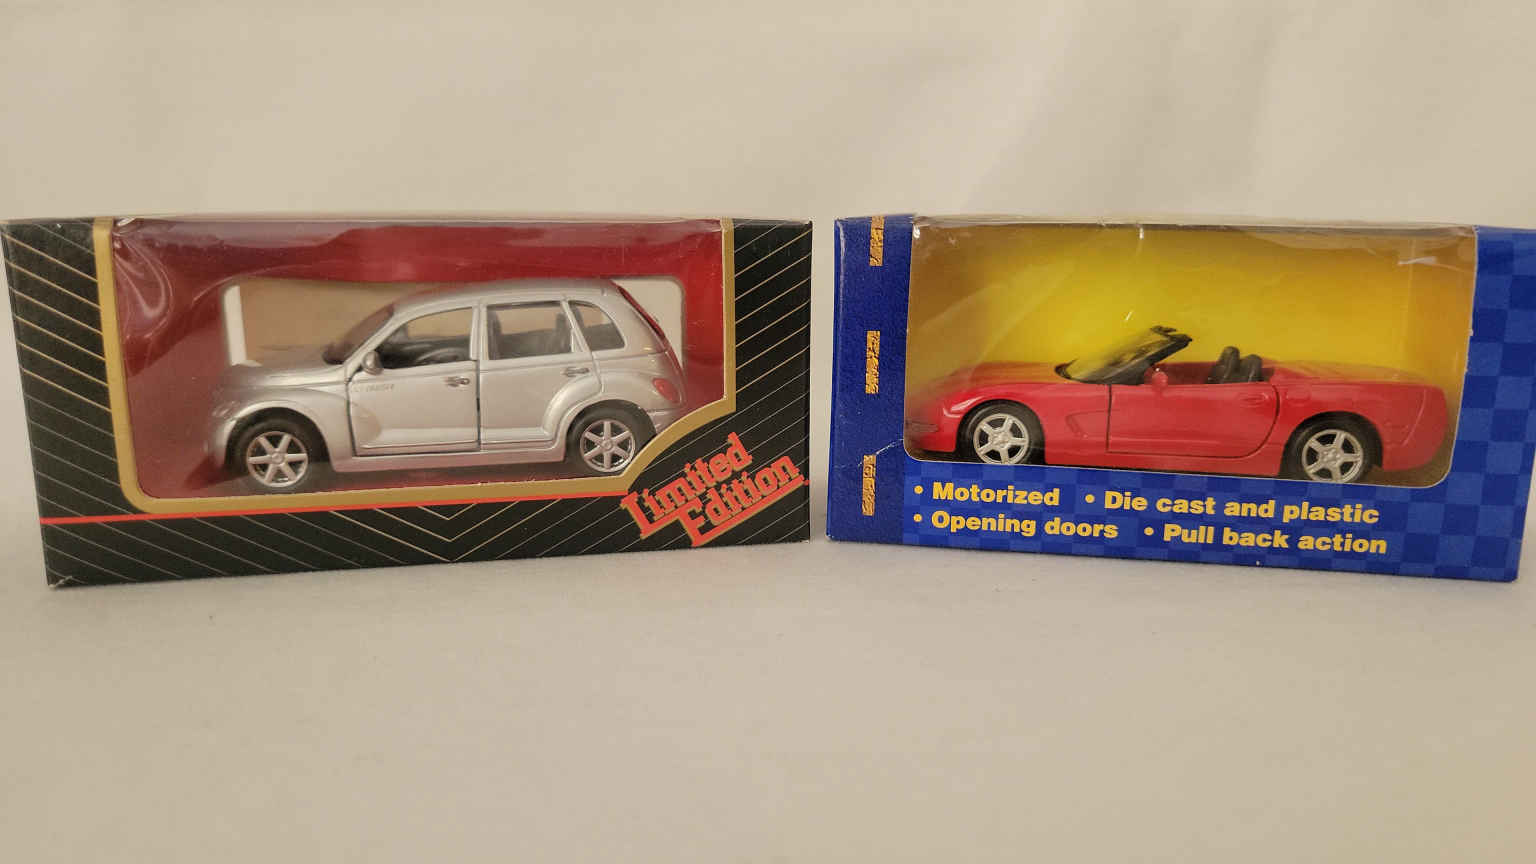 Limited
Edition
• Motorized • Die cast and plastic
• Opening doors • Pull back action